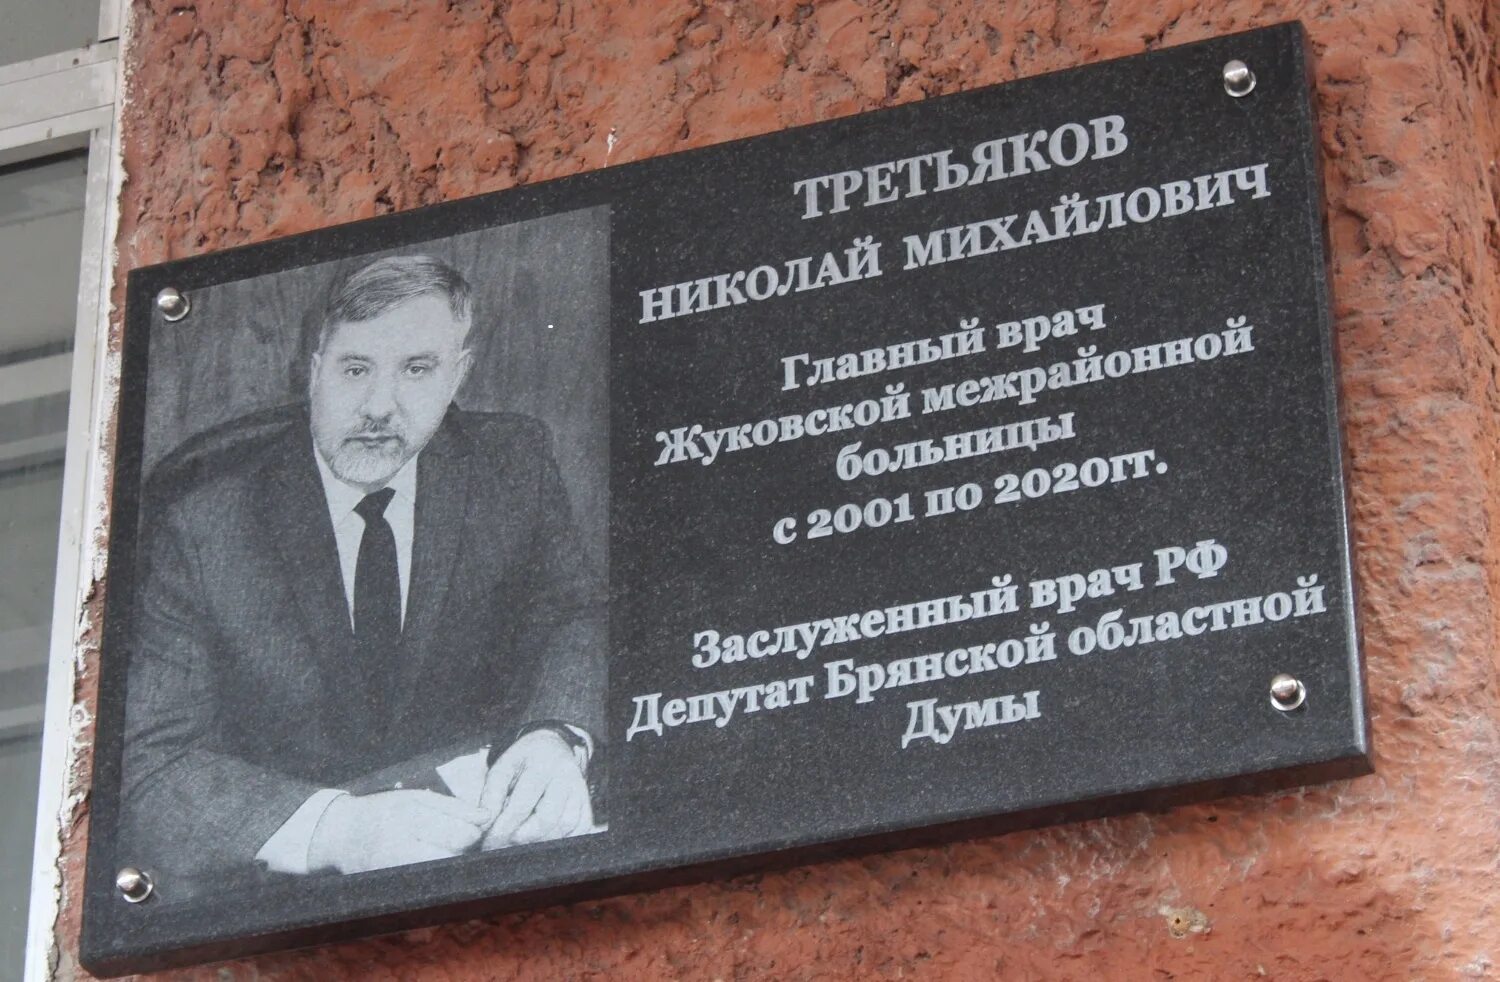 ТРЕТЬЯКОВ
НИКОЛАЙ МИХАЙЛОВИЧ
Главный врач
Жуковской межрайонной
больницы
с 2001 по 2020гг.
Заслуженный врач РФ
Депутат Брянской областной
Думы